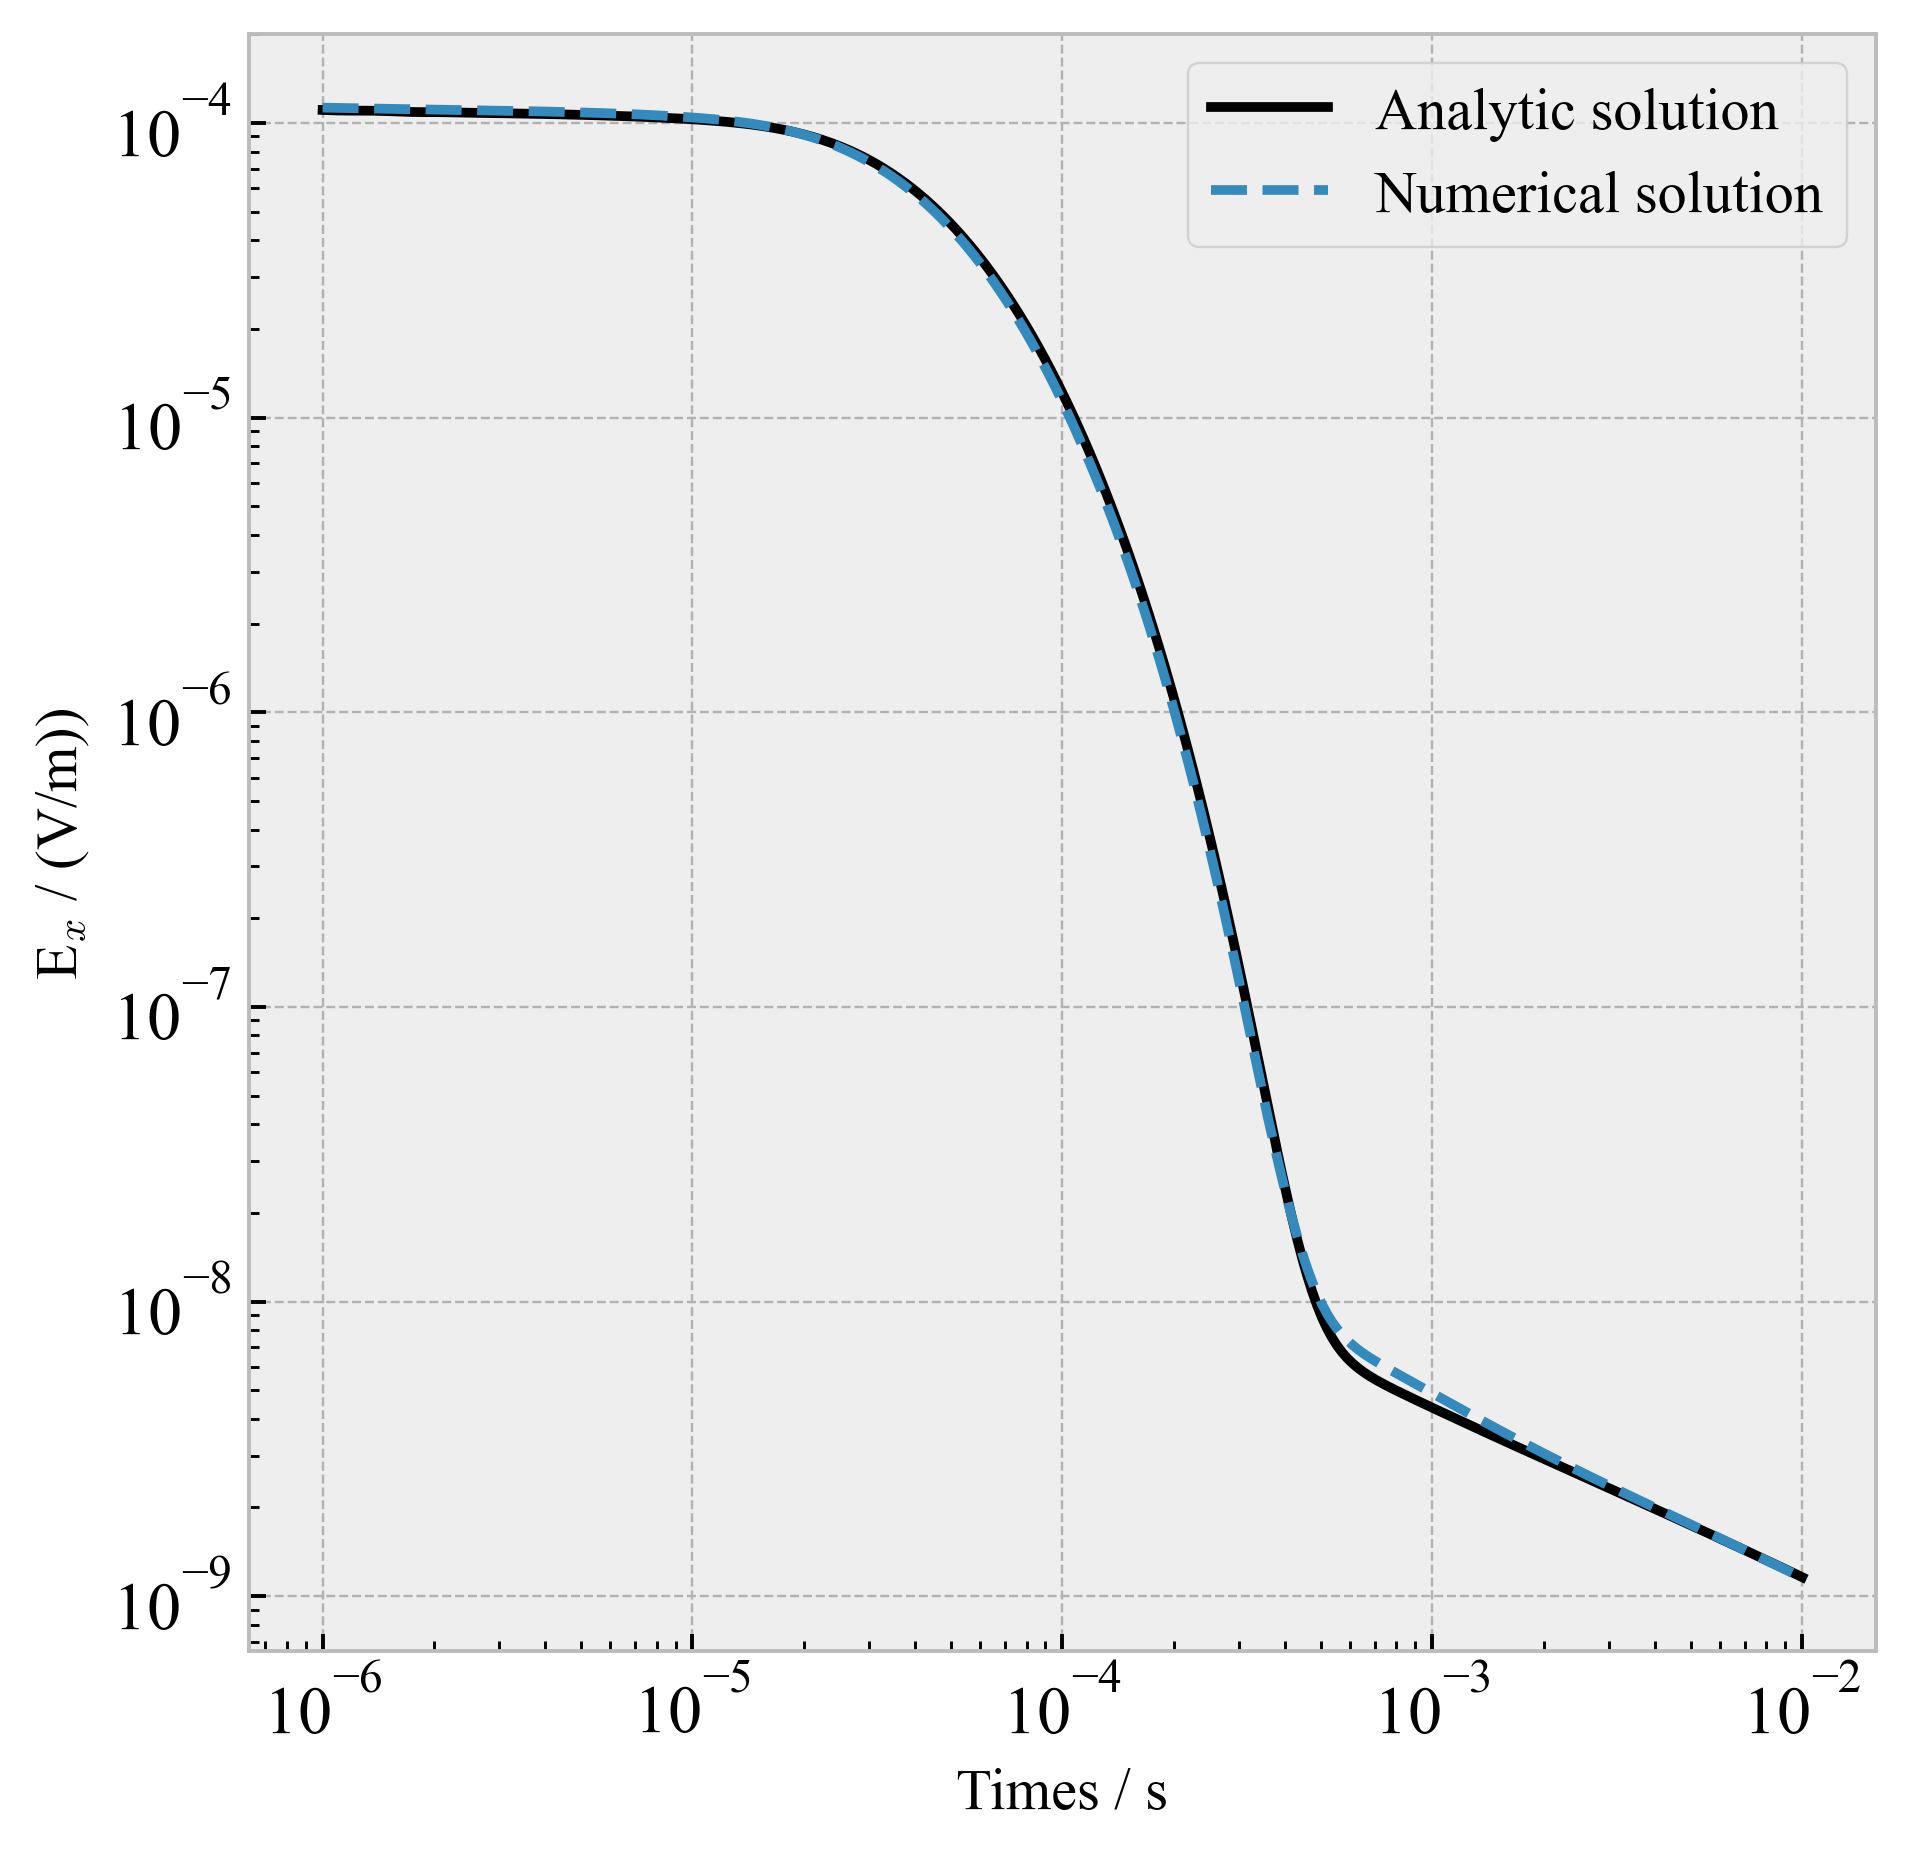 Analytic solution
Numerical solution
10⁻⁴
10⁻⁵
10⁻⁶
10⁻⁷
10⁻⁸
10⁻⁹
Eₓ / (V/m))
10⁻⁶ 10⁻⁵ 10⁻⁴ 10⁻³ 10⁻²
Times / s